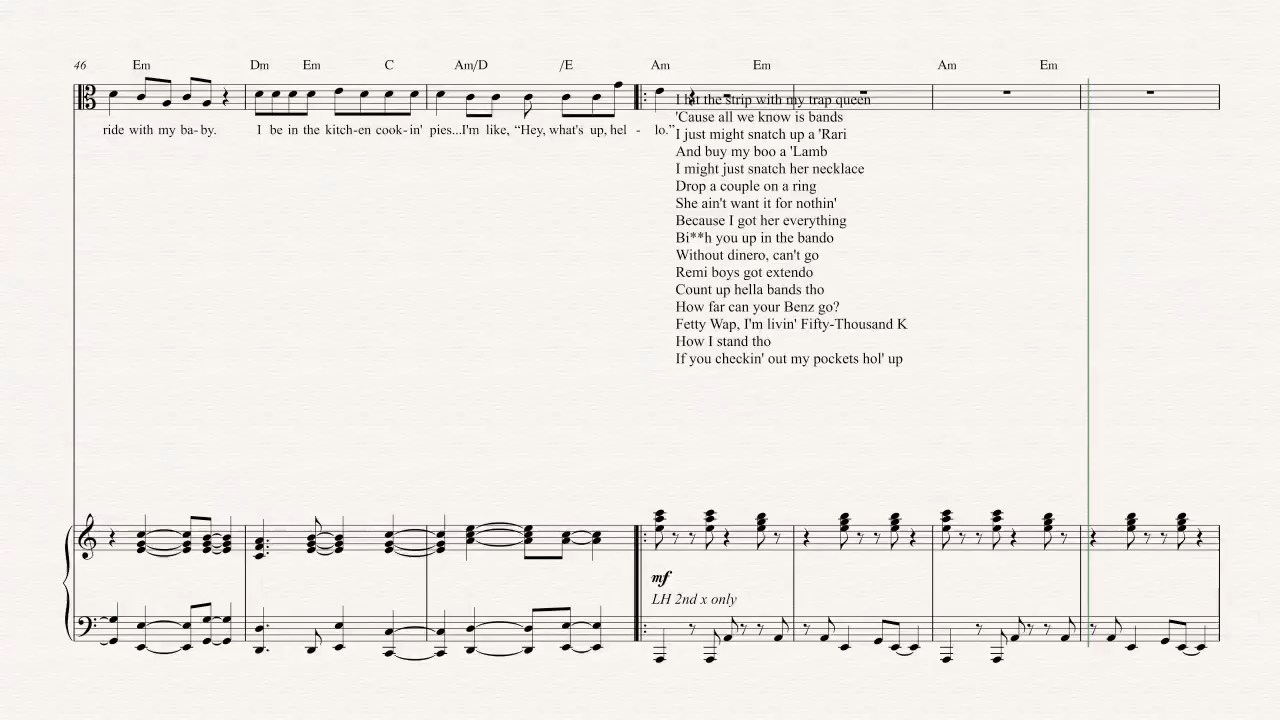 46 Em Dm Em C Am/D /E Am Em Am Em
ride with my ba- by. I be in the kitch-en cook-in' pies...I'm like, “Hey, what's up, hel - lo.”
I hit the strip with my trap queen
'Cause all we know is bands
I just might snatch up a 'Rari
And buy my boo a 'Lamb
I might just snatch her necklace
Drop a couple on a ring
She ain't want it for nothin'
Because I got her everything
Bi**h you up in the bando
Without dinero, can't go
Remi boys got extendo
Count up hella bands tho
How far can your Benz go?
Fetty Wap, I'm livin' Fifty-Thousand K
How I stand tho
If you checkin' out my pockets hol' up
mf
LH 2nd x only